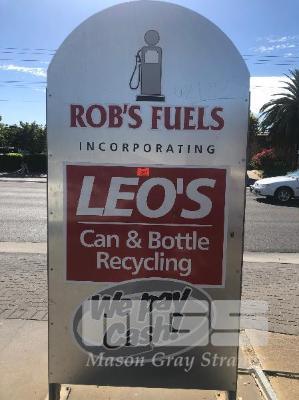 ROB'S FUELS
INCORPORATING
LEO'S
Can & Bottle
Recycling
We pay
Cash!
Mason Gray Stra